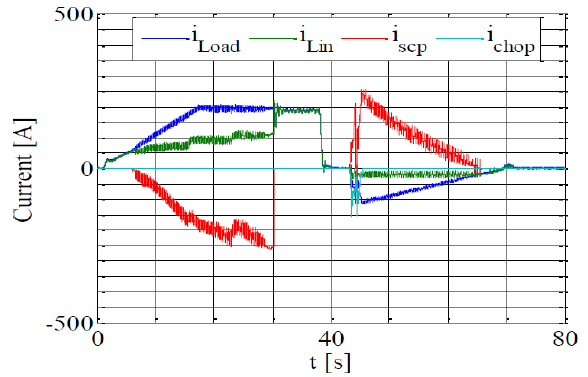 500
i_Load i_Lin i_scp i_chop
Current [A]
0
-500
0 20 40 60 80
t [s]